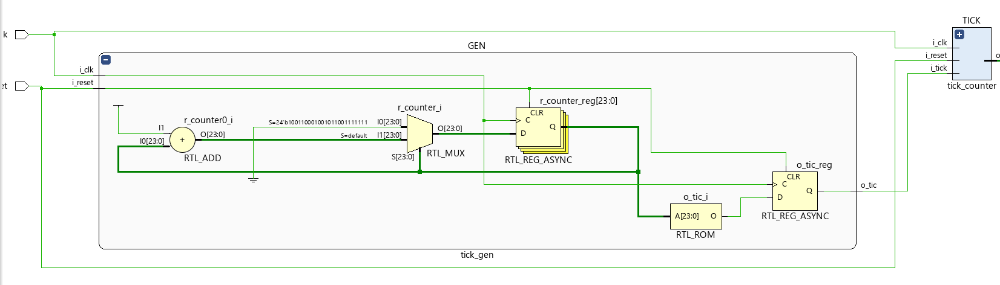 TICK
k
GEN
i_clk
i_reset
i_tick
o
tick_counter
i_clk
i_reset
et
r_counter_reg[23:0]
r_counter_i
CLR
C
D
Q
RTL_REG_ASYNC
r_counter0_i
I1
I0[23:0]
+
O[23:0]
RTL_ADD
S=24'b100110001001011001111111
I0[23:0]
S=default
I1[23:0]
S[23:0]
O[23:0]
RTL_MUX
o_tic_reg
CLR
C
D
Q
RTL_REG_ASYNC
o_tic
o_tic_i
A[23:0]
O
RTL_ROM
tick_gen